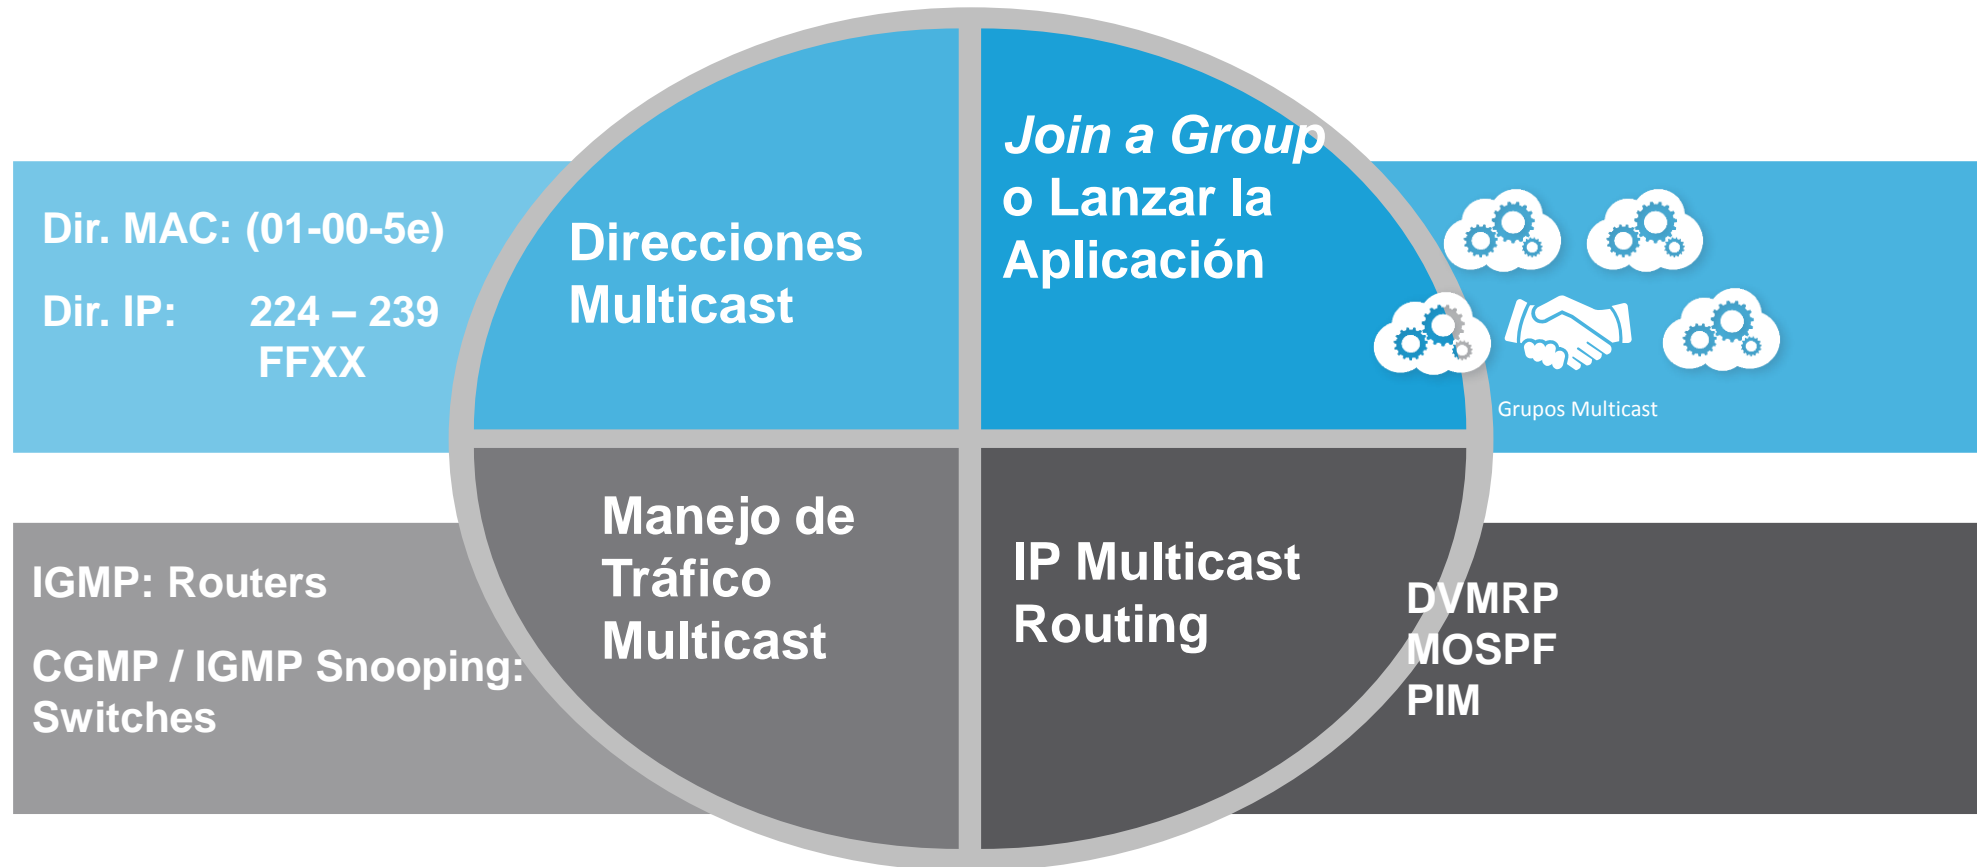 Dir. MAC: (01-00-5e)
Dir. IP: 224 – 239
FFXX
Direcciones
Multicast
Join a Group
o Lanzar la
Aplicación
Grupos Multicast
IGMP: Routers
CGMP / IGMP Snooping:
Switches
Manejo de
Tráfico
Multicast
IP Multicast
Routing
DVMRP
MOSPF
PIM